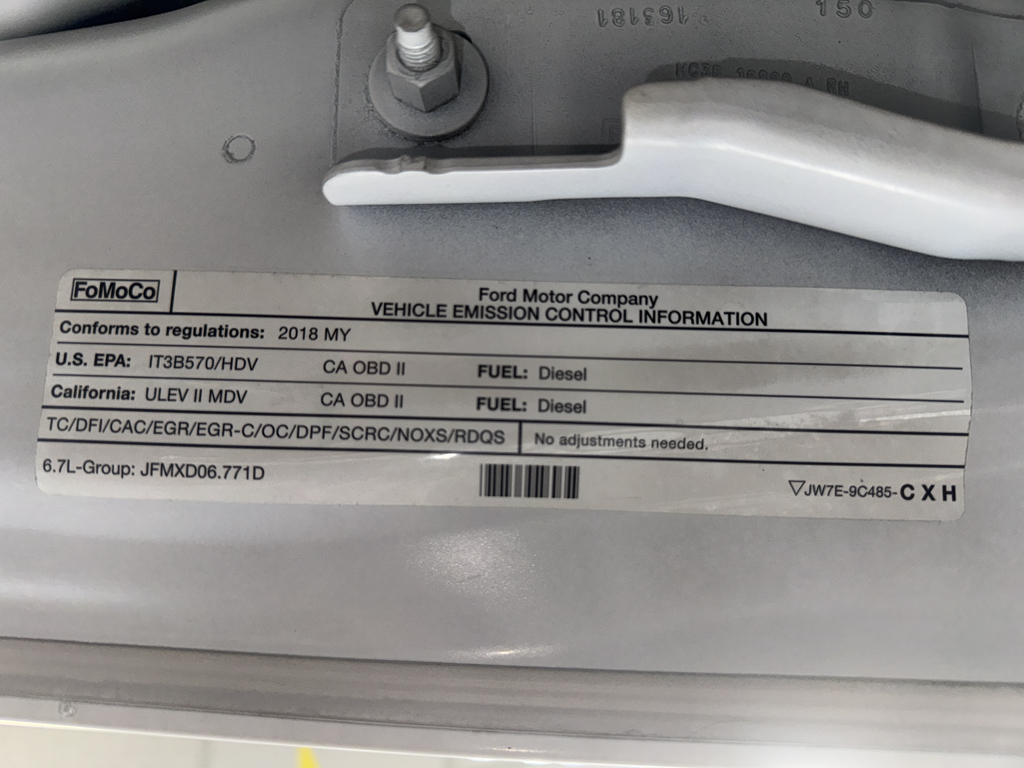 150
FoMoCo
Ford Motor Company
VEHICLE EMISSION CONTROL INFORMATION
Conforms to regulations: 2018 MY
U.S. EPA: IT3B570/HDV CA OBD II FUEL: Diesel
California: ULEV II MDV CA OBD II FUEL: Diesel
TC/DFI/CAC/EGR/EGR-C/OC/DPF/SCRC/NOXS/RDQS No adjustments needed.
6.7L-Group: JFMXD06.771D
▽JW7E-9C485-C X H